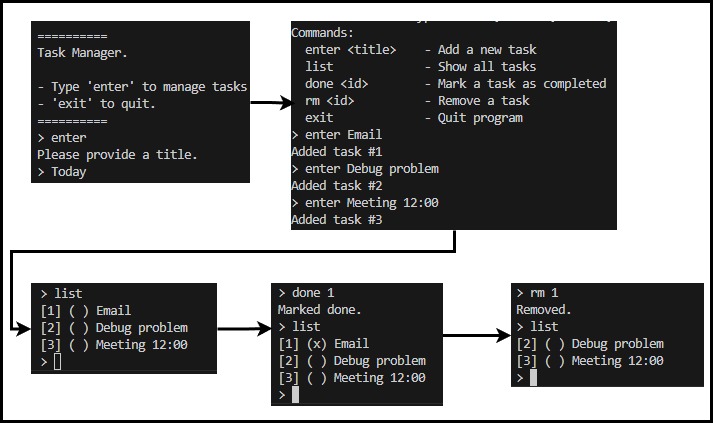 ==========
Task Manager.
- Type 'enter' to manage tasks
- 'exit' to quit.
==========
> enter
Please provide a title.
> Today
Commands:
enter <title> - Add a new task
list - Show all tasks
done <id> - Mark a task as completed
rm <id> - Remove a task
exit - Quit program
> enter Email
Added task #1
> enter Debug problem
Added task #2
> enter Meeting 12:00
Added task #3
> list
[1] ( ) Email
[2] ( ) Debug problem
[3] ( ) Meeting 12:00
>
> done 1
Marked done.
> list
[1] (x) Email
[2] ( ) Debug problem
[3] ( ) Meeting 12:00
>
> rm 1
Removed.
> list
[2] ( ) Debug problem
[3] ( ) Meeting 12:00
>